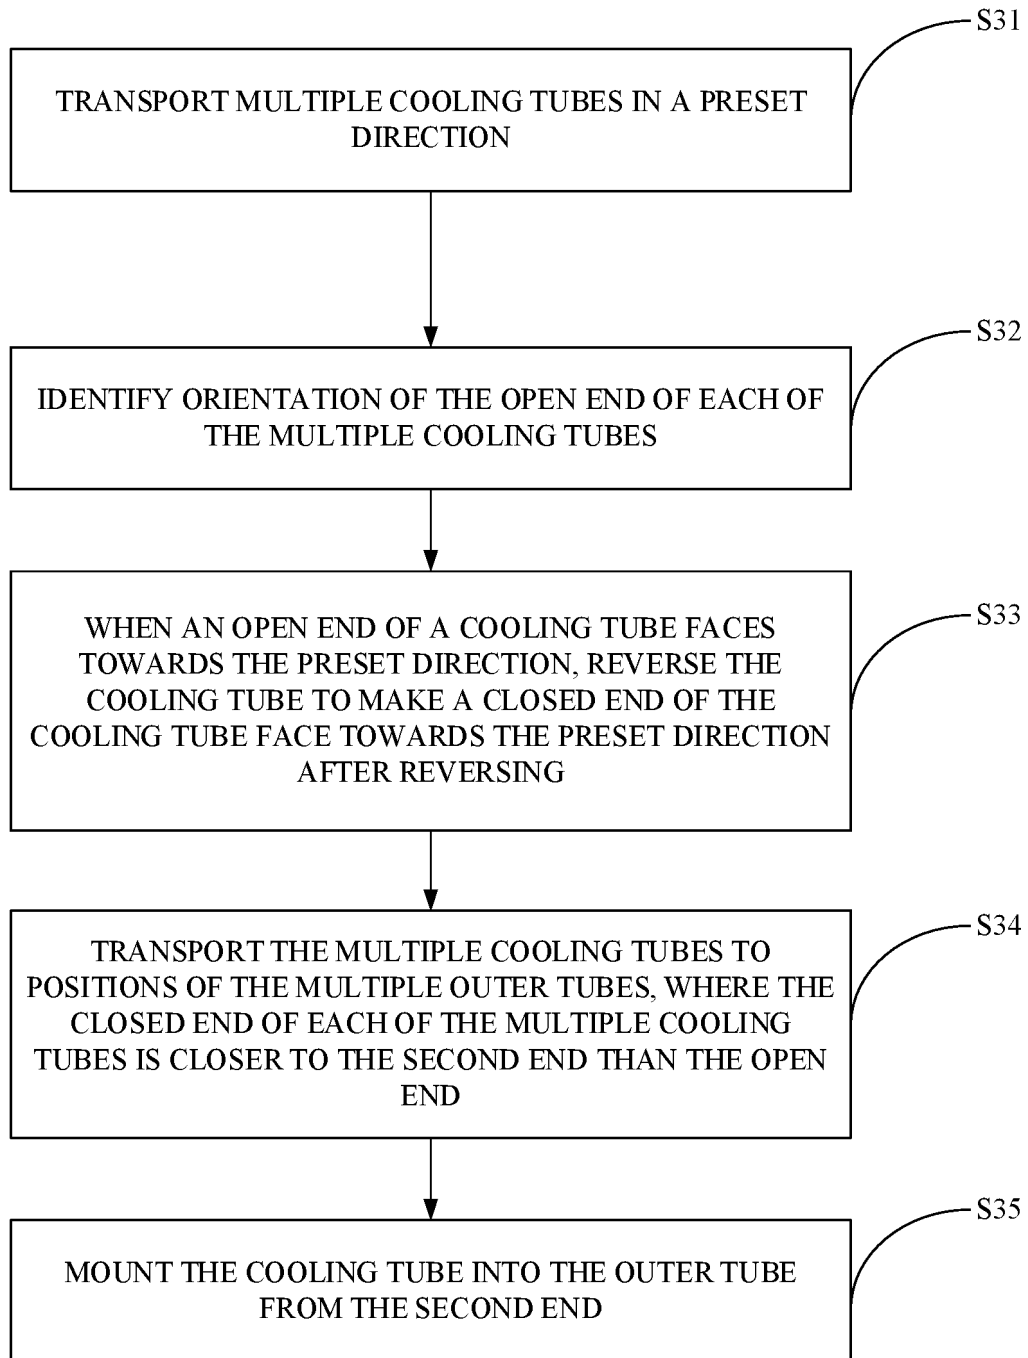 S31
TRANSPORT MULTIPLE COOLING TUBES IN A PRESET
DIRECTION
S32
IDENTIFY ORIENTATION OF THE OPEN END OF EACH OF
THE MULTIPLE COOLING TUBES
S33
WHEN AN OPEN END OF A COOLING TUBE FACES
TOWARDS THE PRESET DIRECTION, REVERSE THE
COOLING TUBE TO MAKE A CLOSED END OF THE
COOLING TUBE FACE TOWARDS THE PRESET DIRECTION
AFTER REVERSING
S34
TRANSPORT THE MULTIPLE COOLING TUBES TO
POSITIONS OF THE MULTIPLE OUTER TUBES, WHERE THE
CLOSED END OF EACH OF THE MULTIPLE COOLING
TUBES IS CLOSER TO THE SECOND END THAN THE OPEN
END
S35
MOUNT THE COOLING TUBE INTO THE OUTER TUBE
FROM THE SECOND END